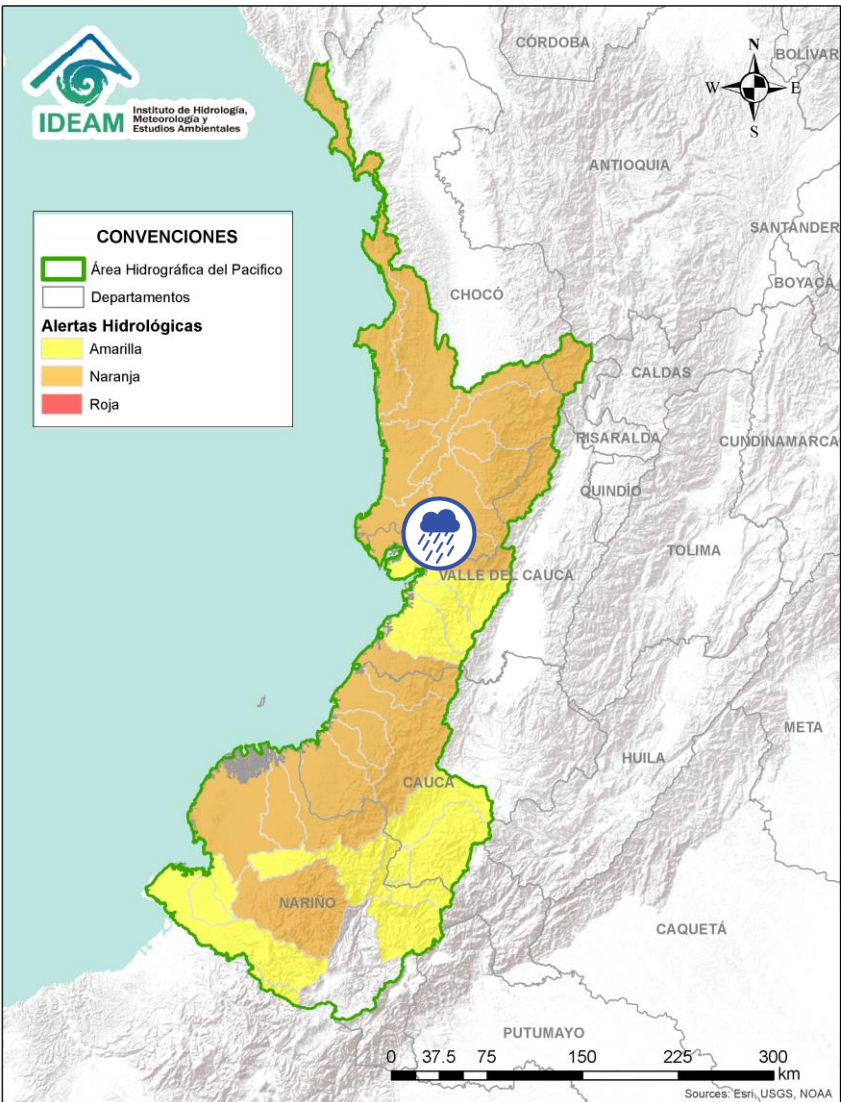 IDEAM
Instituto de Hidrología,
Meteorología y
Estudios Ambientales
N
W
E
S
CÓRDOBA
BOLIVAR
ANTIOQUIA
SANTANDER
BOYACÁ
CHOCÓ
CONVENCIONES
Área Hidrográfica del Pacifico
Departamentos
Alertas Hidrológicas
Amarilla
Naranja
Roja
CALDAS
RISARALDA
CUNDINAMARCA
QUINDÍO
TOLIMA
VALLE DEL CAUCA
META
HUILA
CAUCA
NARIÑO
CAQUETÁ
PUTUMAYO
0 37.5 75 150 225 300
km
Sources: Esri, USGS, NOAA